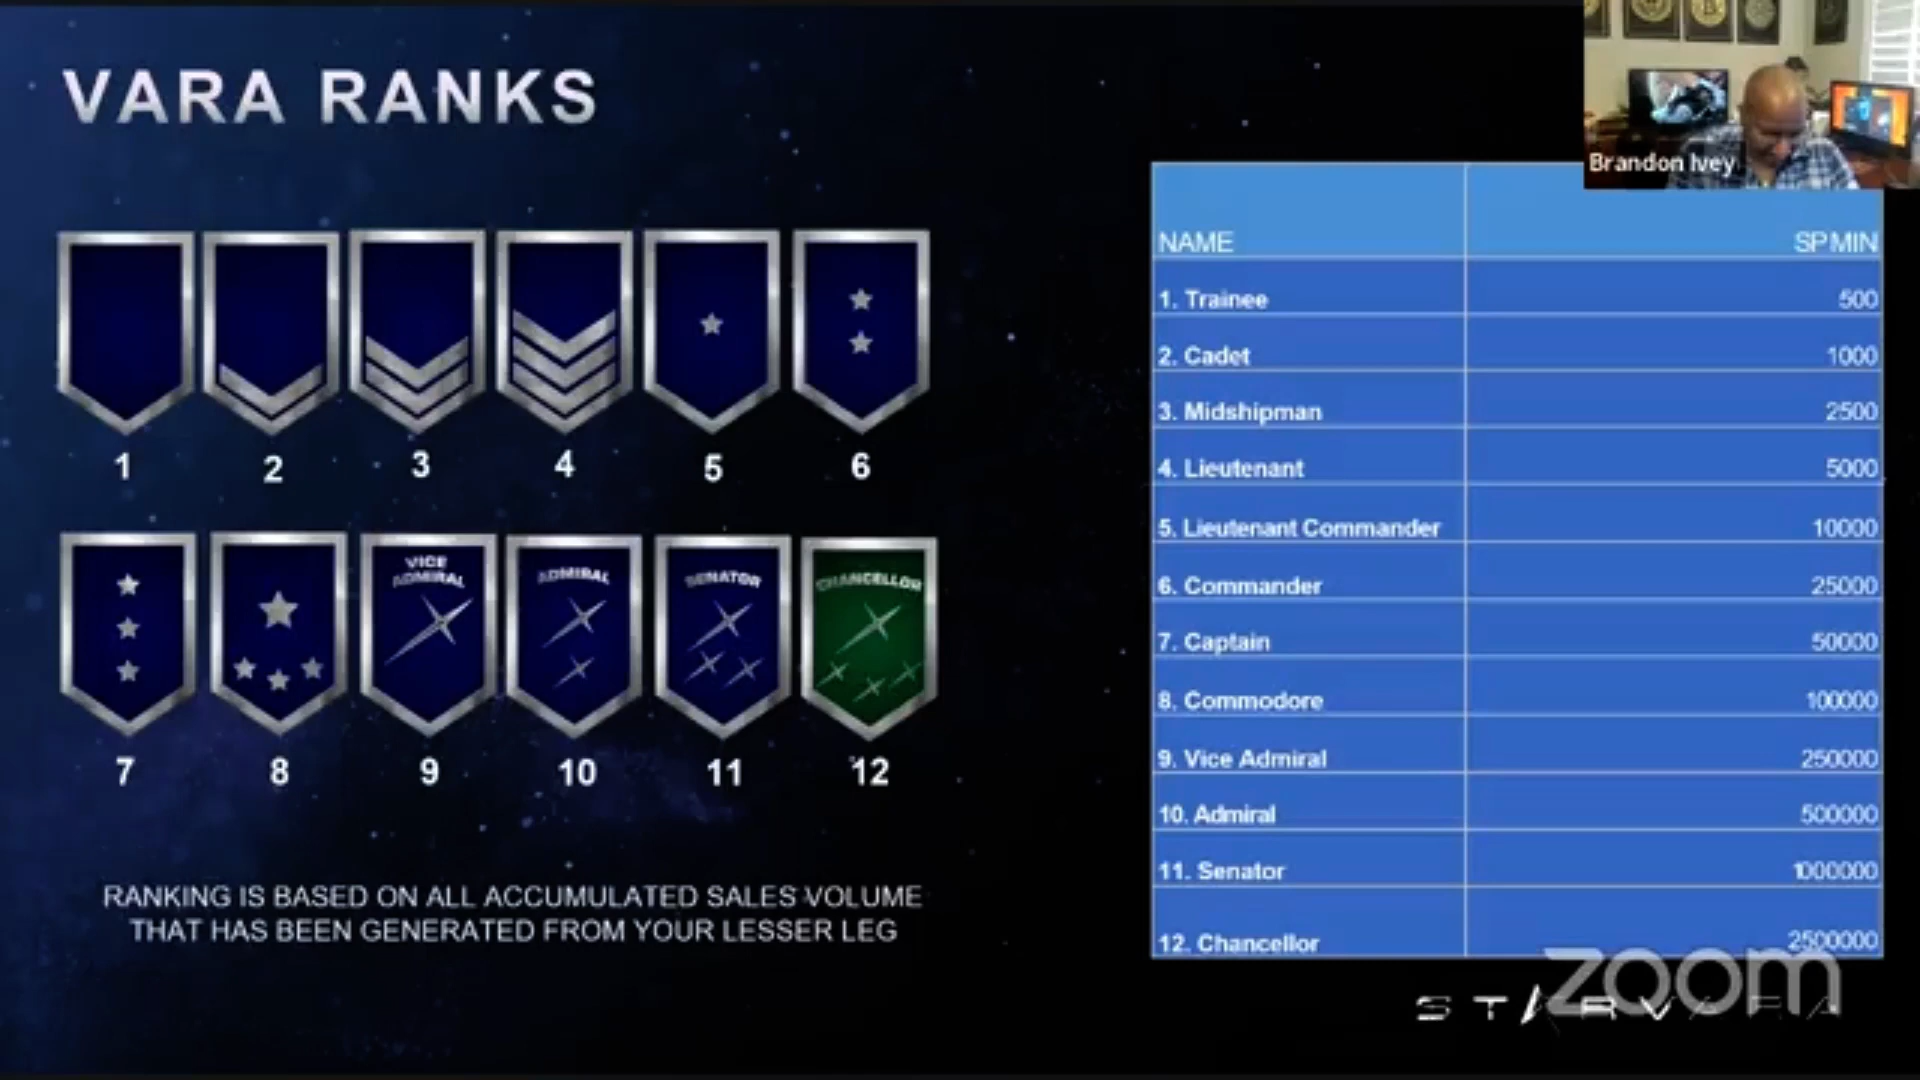 VARA RANKS
Brandon Ivey
1
2
3
4
5
6
VICE
ADMIRAL
ADMIRAL
SENATOR
CHANCELLOR
7
8
9
10
11
12
RANKING IS BASED ON ALL ACCUMULATED SALES VOLUME
THAT HAS BEEN GENERATED FROM YOUR LESSER LEG
NAME SPMIN
1. Trainee 500
2. Cadet 1000
3. Midshipman 2500
4. Lieutenant 5000
5. Lieutenant Commander 10000
6. Commander 25000
7. Captain 50000
8. Commodore 100000
9. Vice Admiral 250000
10. Admiral 500000
11. Senator 1000000
12. Chancellor 2500000
zoom
STARVARA